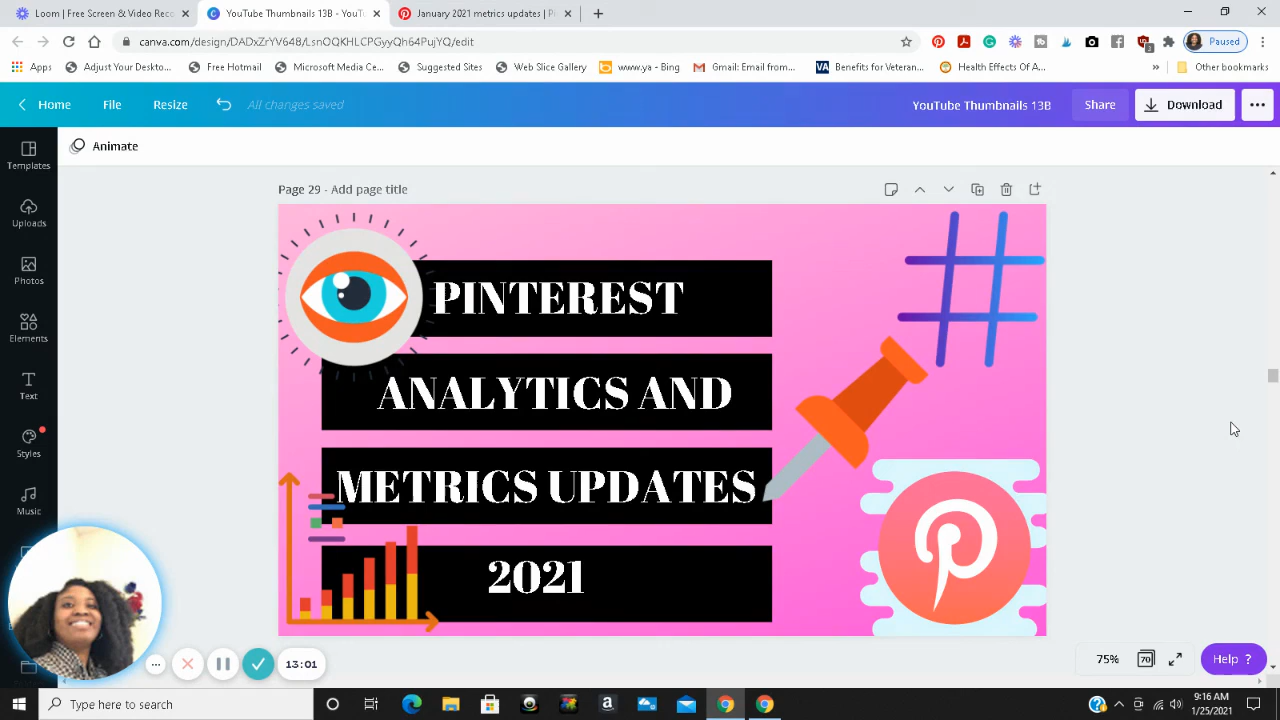 Loom | Free Screen & Video Reco
YouTube Thumbnails 13B - YouT
January 2021 metrics updates | Pi
canva.com/design/DADxZrYV648/LsnOQKHLCPGyyQh64PujYQ/edit
Paused
Apps
Adjust Your Deskto...
Free Hotmail
Microsoft Media Ce...
Suggested Sites
Web Slice Gallery
www.ya - Bing
Gmail: Email from...
Benefits for Veteran...
Health Effects Of A...
»
Other bookmarks
Home
File
Resize
All changes saved
YouTube Thumbnails 13B
Share
Download
Animate
Templates
Uploads
Photos
Elements
Text
Styles
Music
Page 29 - Add page title
PINTEREST
ANALYTICS AND
METRICS UPDATES
2021
#
13:01
75%
70
Help ?
Type here to search
9:16 AM
1/25/2021